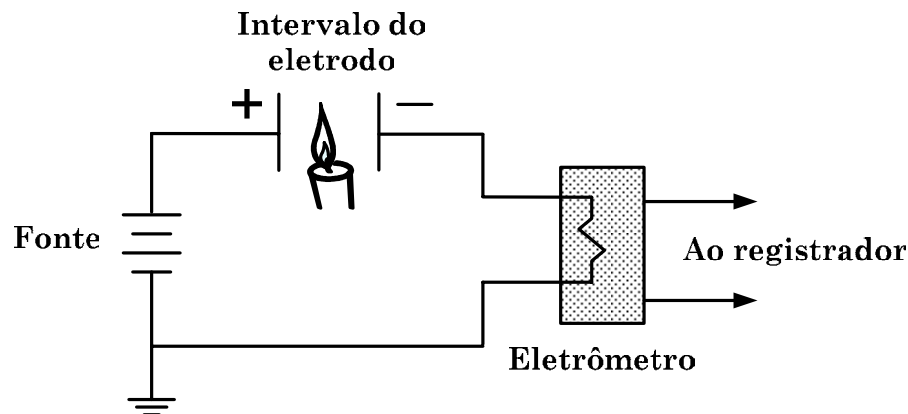 Intervalo do
eletrodo
+
−
Fonte
Ao registrador
Eletrômetro